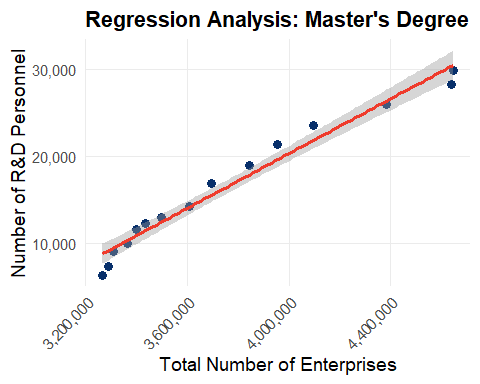 Regression Analysis: Master's Degree
Number of R&D Personnel
30,000
20,000
10,000
3,200,000
3,600,000
4,000,000
4,400,000
Total Number of Enterprises